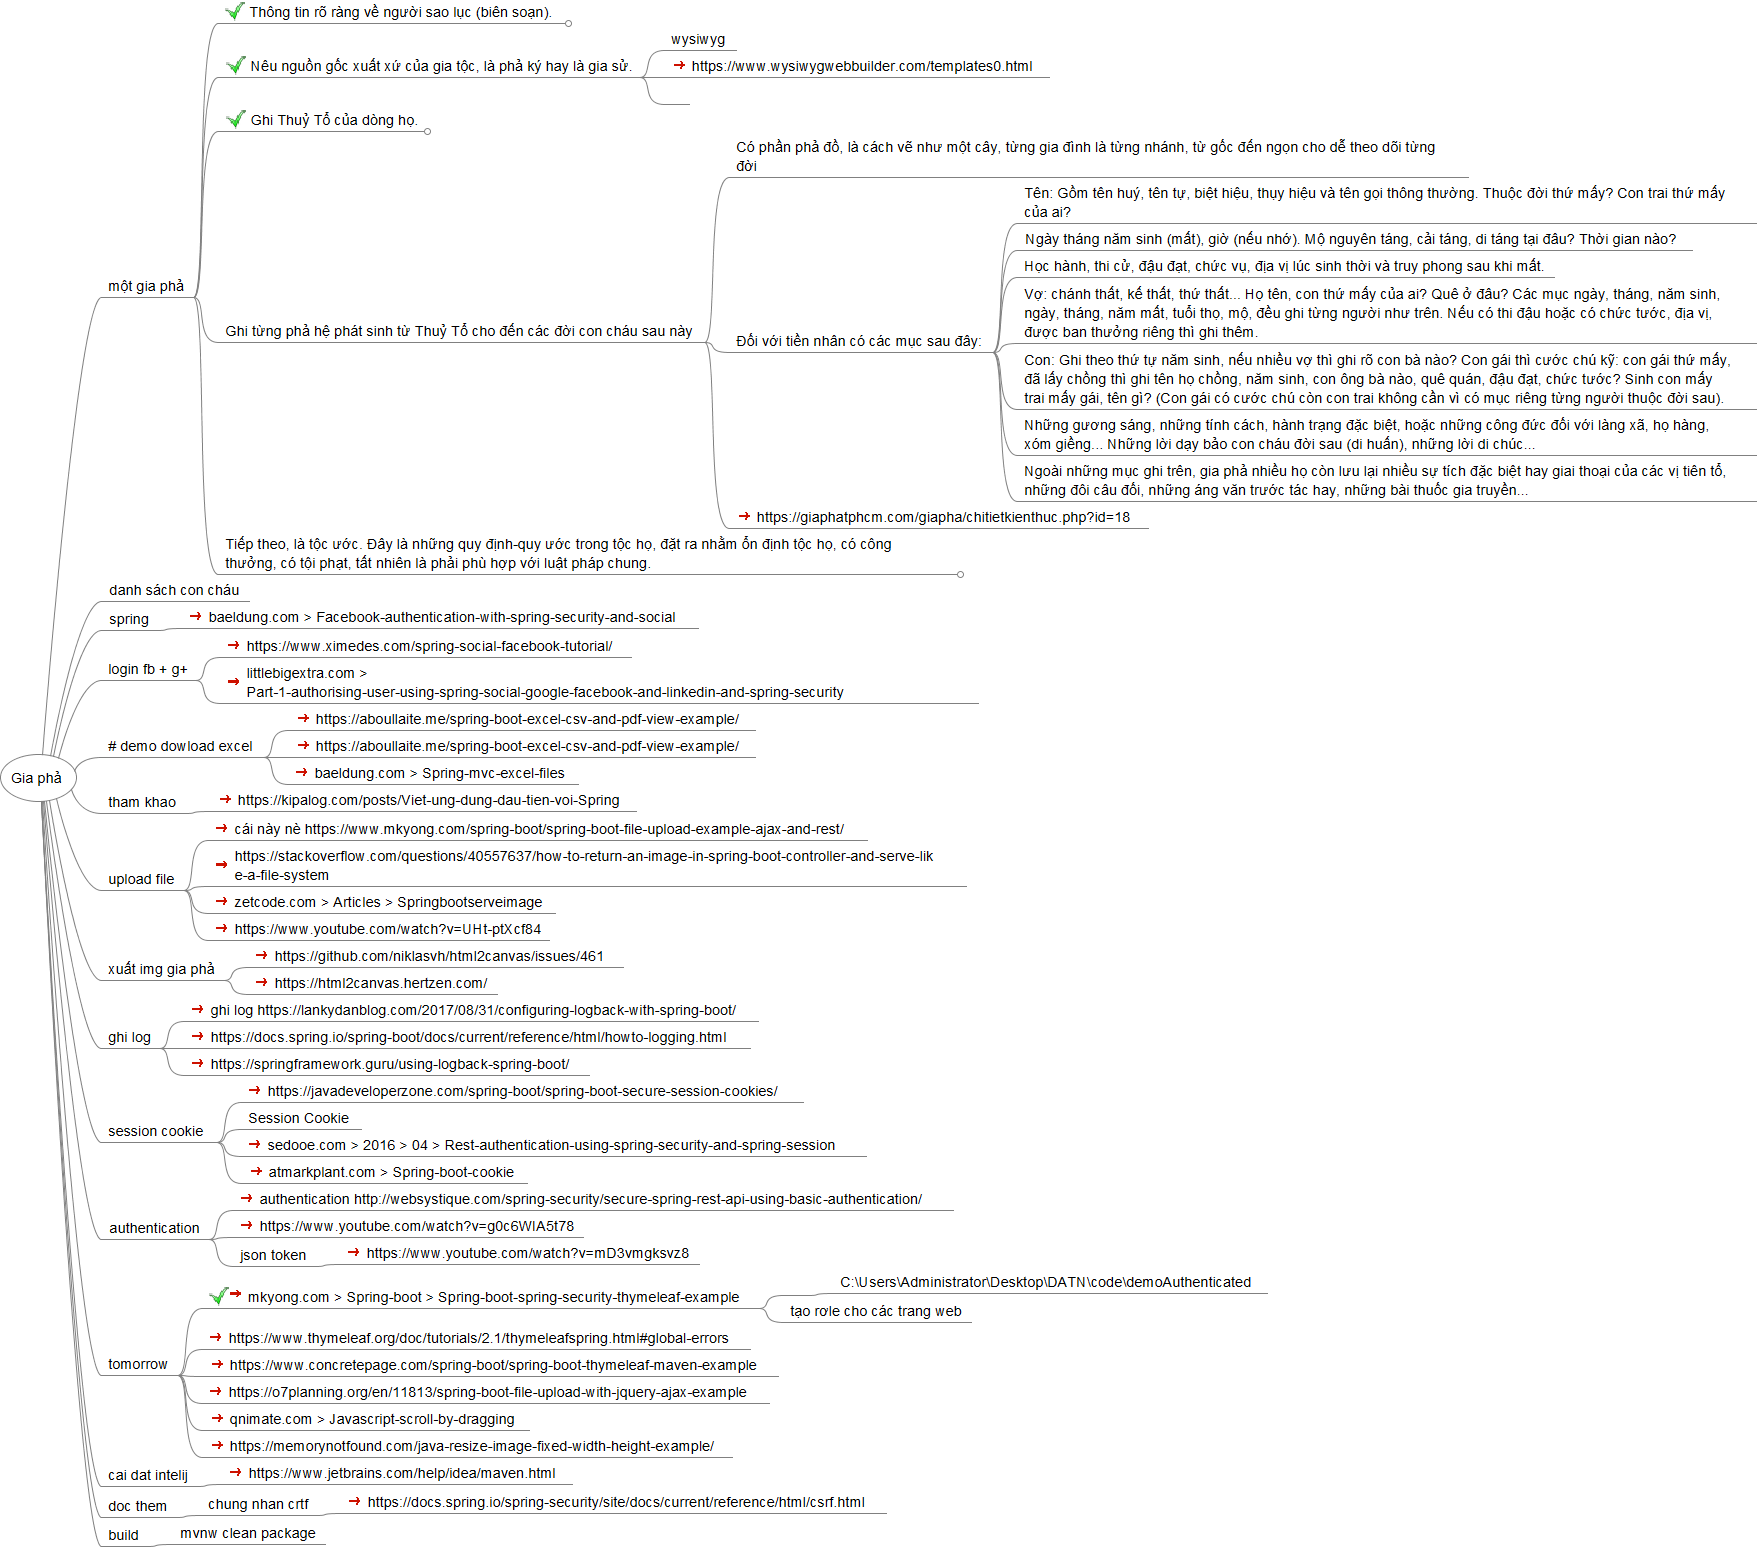 Thông tin rõ ràng về người sao lục (biên soạn).
wysiwyg
Nêu nguồn gốc xuất xứ của gia tộc, là phả ký hay là gia sử.
https://www.wysiwygwebbuilder.com/templates0.html
Ghi Thuỷ Tổ của dòng họ.
Có phần phả đồ, là cách vẽ như một cây, từng gia đình là từng nhánh, từ gốc đến ngọn cho dễ theo dõi từng
đời
Tên: Gồm tên huý, tên tự, biệt hiệu, thụy hiệu và tên gọi thông thường. Thuộc đời thứ mấy? Con trai thứ mấy
của ai?
Ngày tháng năm sinh (mất), giờ (nếu nhớ). Mộ nguyên táng, cải táng, di táng tại đâu? Thời gian nào?
Học hành, thi cử, đậu đạt, chức vụ, địa vị lúc sinh thời và truy phong sau khi mất.
một gia phả
Vợ: chánh thất, kế thất, thứ thất... Họ tên, con thứ mấy của ai? Quê ở đâu? Các mục ngày, tháng, năm sinh,
ngày, tháng, năm mất, tuổi thọ, mộ, đều ghi từng người như trên. Nếu có thi đậu hoặc có chức tước, địa vị,
được ban thưởng riêng thì ghi thêm.
Ghi từng phả hệ phát sinh từ Thuỷ Tổ cho đến các đời con cháu sau này
Đối với tiền nhân có các mục sau đây:
Con: Ghi theo thứ tự năm sinh, nếu nhiều vợ thì ghi rõ con bà nào? Con gái thì cước chú kỹ: con gái thứ mấy,
đã lấy chồng thì ghi tên họ chồng, năm sinh, con ông bà nào, quê quán, đậu đạt, chức tước? Sinh con mấy
trai mấy gái, tên gì? (Con gái có cước chú còn con trai không cần vì có mục riêng từng người thuộc đời sau).
Những gương sáng, những tính cách, hành trạng đặc biệt, hoặc những công đức đối với làng xã, họ hàng,
xóm giềng... Những lời dạy bảo con cháu đời sau (di huấn), những lời di chúc...
Ngoài những mục ghi trên, gia phả nhiều họ còn lưu lại nhiều sự tích đặc biệt hay giai thoại của các vị tiên tổ,
những đôi câu đối, những áng văn trước tác hay, những bài thuốc gia truyền...
https://giaphatphcm.com/giapha/chitietkienthuc.php?id=18
Tiếp theo, là tộc ước. Đây là những quy định-quy ước trong tộc họ, đặt ra nhằm ổn định tộc họ, có công
thưởng, có tội phạt, tất nhiên là phải phù hợp với luật pháp chung.
danh sách con cháu
spring
baeldung.com > Facebook-authentication-with-spring-security-and-social
https://www.ximedes.com/spring-social-facebook-tutorial/
login fb + g+
littlebigextra.com >
Part-1-authorising-user-using-spring-social-google-facebook-and-linkedin-and-spring-security
https://aboullaite.me/spring-boot-excel-csv-and-pdf-view-example/
# demo dowload excel
https://aboullaite.me/spring-boot-excel-csv-and-pdf-view-example/
baeldung.com > Spring-mvc-excel-files
Gia phả
tham khao
https://kipalog.com/posts/Viet-ung-dung-dau-tien-voi-Spring
cái này nè https://www.mkyong.com/spring-boot/spring-boot-file-upload-example-ajax-and-rest/
https://stackoverflow.com/questions/40557637/how-to-return-an-image-in-spring-boot-controller-and-serve-lik
e-a-file-system
upload file
zetcode.com > Articles > Springbootserveimage
https://www.youtube.com/watch?v=UHt-ptXcf84
xuất img gia phả
https://github.com/niklasvh/html2canvas/issues/461
https://html2canvas.hertzen.com/
ghi log https://lankydanblog.com/2017/08/31/configuring-logback-with-spring-boot/
ghi log
https://docs.spring.io/spring-boot/docs/current/reference/html/howto-logging.html
https://springframework.guru/using-logback-spring-boot/
https://javadeveloperzone.com/spring-boot/spring-boot-secure-session-cookies/
Session Cookie
session cookie
sedooe.com > 2016 > 04 > Rest-authentication-using-spring-security-and-spring-session
atmarkplant.com > Spring-boot-cookie
authentication http://websystique.com/spring-security/secure-spring-rest-api-using-basic-authentication/
authentication
https://www.youtube.com/watch?v=g0c6WIA5t78
json token
https://www.youtube.com/watch?v=mD3vmgksvz8
C:\Users\Administrator\Desktop\DATN\code\demoAuthenticated
mkyong.com > Spring-boot > Spring-boot-spring-security-thymeleaf-example
tạo rơle cho các trang web
https://www.thymeleaf.org/doc/tutorials/2.1/thymeleafspring.html#global-errors
tomorrow
https://www.concretepage.com/spring-boot/spring-boot-thymeleaf-maven-example
https://o7planning.org/en/11813/spring-boot-file-upload-with-jquery-ajax-example
qnimate.com > Javascript-scroll-by-dragging
https://memorynotfound.com/java-resize-image-fixed-width-height-example/
cai dat intelij
https://www.jetbrains.com/help/idea/maven.html
doc them
chung nhan crtf
https://docs.spring.io/spring-security/site/docs/current/reference/html/csrf.html
build
mvnw clean package